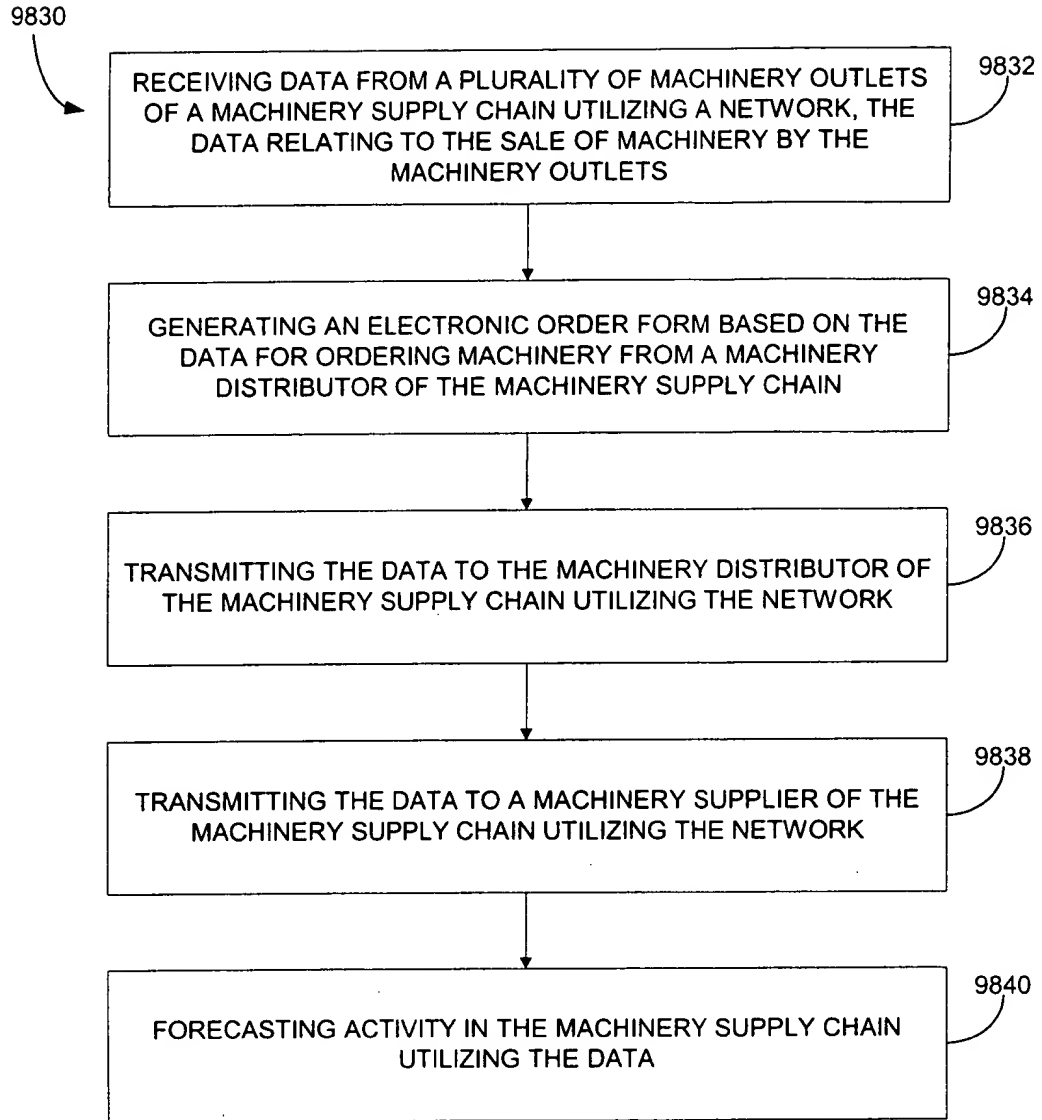 9830
RECEIVING DATA FROM A PLURALITY OF MACHINERY OUTLETS
OF A MACHINERY SUPPLY CHAIN UTILIZING A NETWORK, THE
DATA RELATING TO THE SALE OF MACHINERY BY THE
MACHINERY OUTLETS
9832
GENERATING AN ELECTRONIC ORDER FORM BASED ON THE
DATA FOR ORDERING MACHINERY FROM A MACHINERY
DISTRIBUTOR OF THE MACHINERY SUPPLY CHAIN
9834
TRANSMITTING THE DATA TO THE MACHINERY DISTRIBUTOR OF
THE MACHINERY SUPPLY CHAIN UTILIZING THE NETWORK
9836
TRANSMITTING THE DATA TO A MACHINERY SUPPLIER OF THE
MACHINERY SUPPLY CHAIN UTILIZING THE NETWORK
9838
FORECASTING ACTIVITY IN THE MACHINERY SUPPLY CHAIN
UTILIZING THE DATA
9840